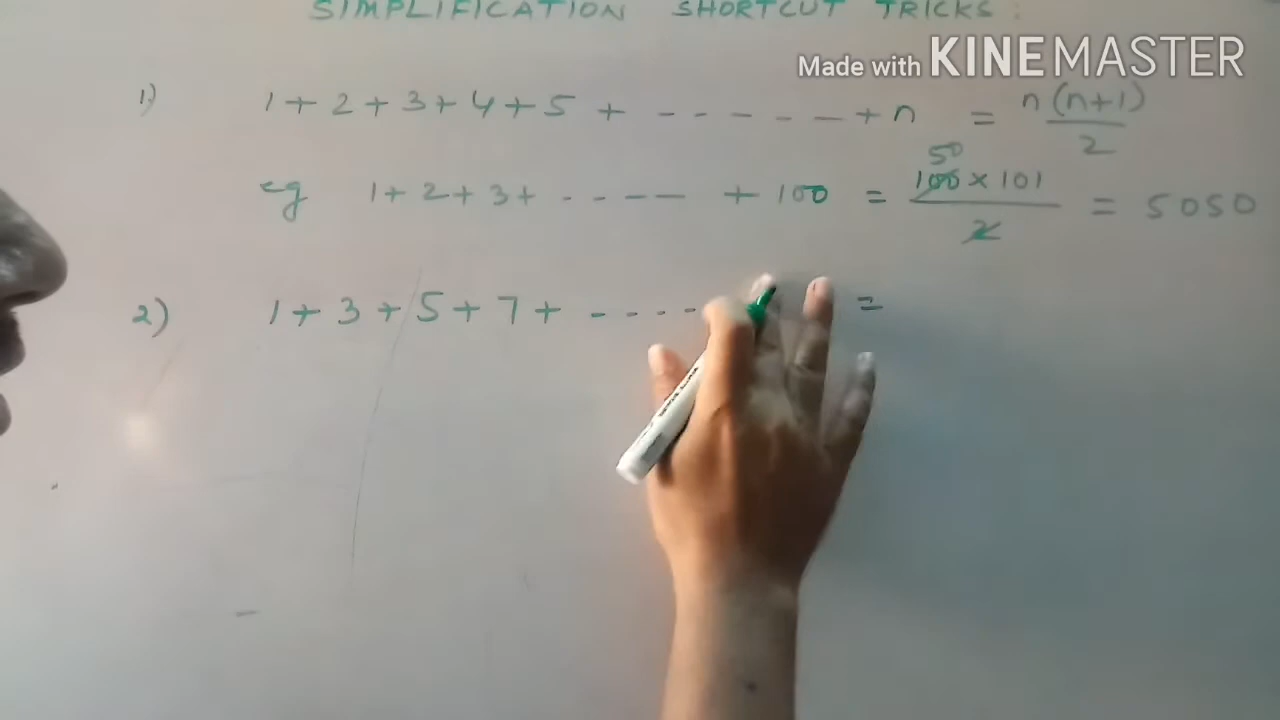 SIMPLIFICATION SHORTCUT TRICKS :
Made with KINEMASTER
1) 1 + 2 + 3 + 4 + 5 + - - - - - + n = n(n+1)/2
eg 1 + 2 + 3 + - - - - + 100 = 50 100 × 101 / 2 = 5050
2) 1 + 3 + 5 + 7 + - - - - =